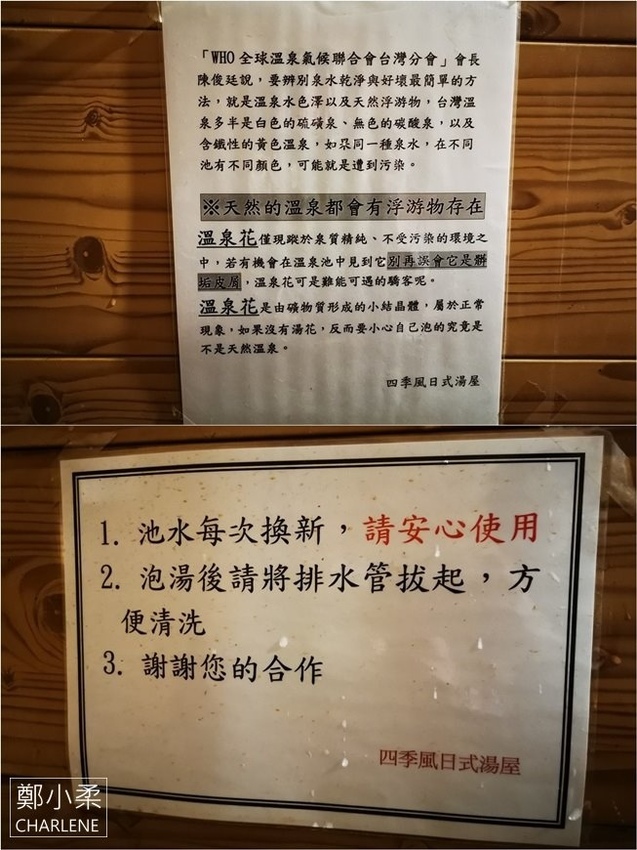 「WHO 全球溫泉氣候聯合會台灣分會」會長
陳俊廷說，要辨別泉水乾淨與好壞最簡單的方
法，就是溫泉水色澤以及天然浮游物，台灣溫
泉多半是白色的硫磺泉、無色的碳酸泉，以及
含鐵性的黃色溫泉，如果同一種泉水，在不同
池有不同顏色，可能就是遭到污染。
※天然的溫泉都會有浮游物存在
溫泉花僅現蹤於泉質精純、不受污染的環境之
中，若有機會在溫泉池中見到它別再誤會它是髒
垢皮屑，溫泉花可是難能可遇的驕客呢。
溫泉花是由礦物質形成的小結晶體，屬於正常
現象，如果沒有湯花，反而要小心自己泡的究竟是
不是天然溫泉。
四季風日式湯屋
1. 池水每次換新，請安心使用
2. 泡湯後請將排水管拔起，方
便清洗
3. 謝謝您的合作
四季風日式湯屋
鄭小柔
CHARLENE